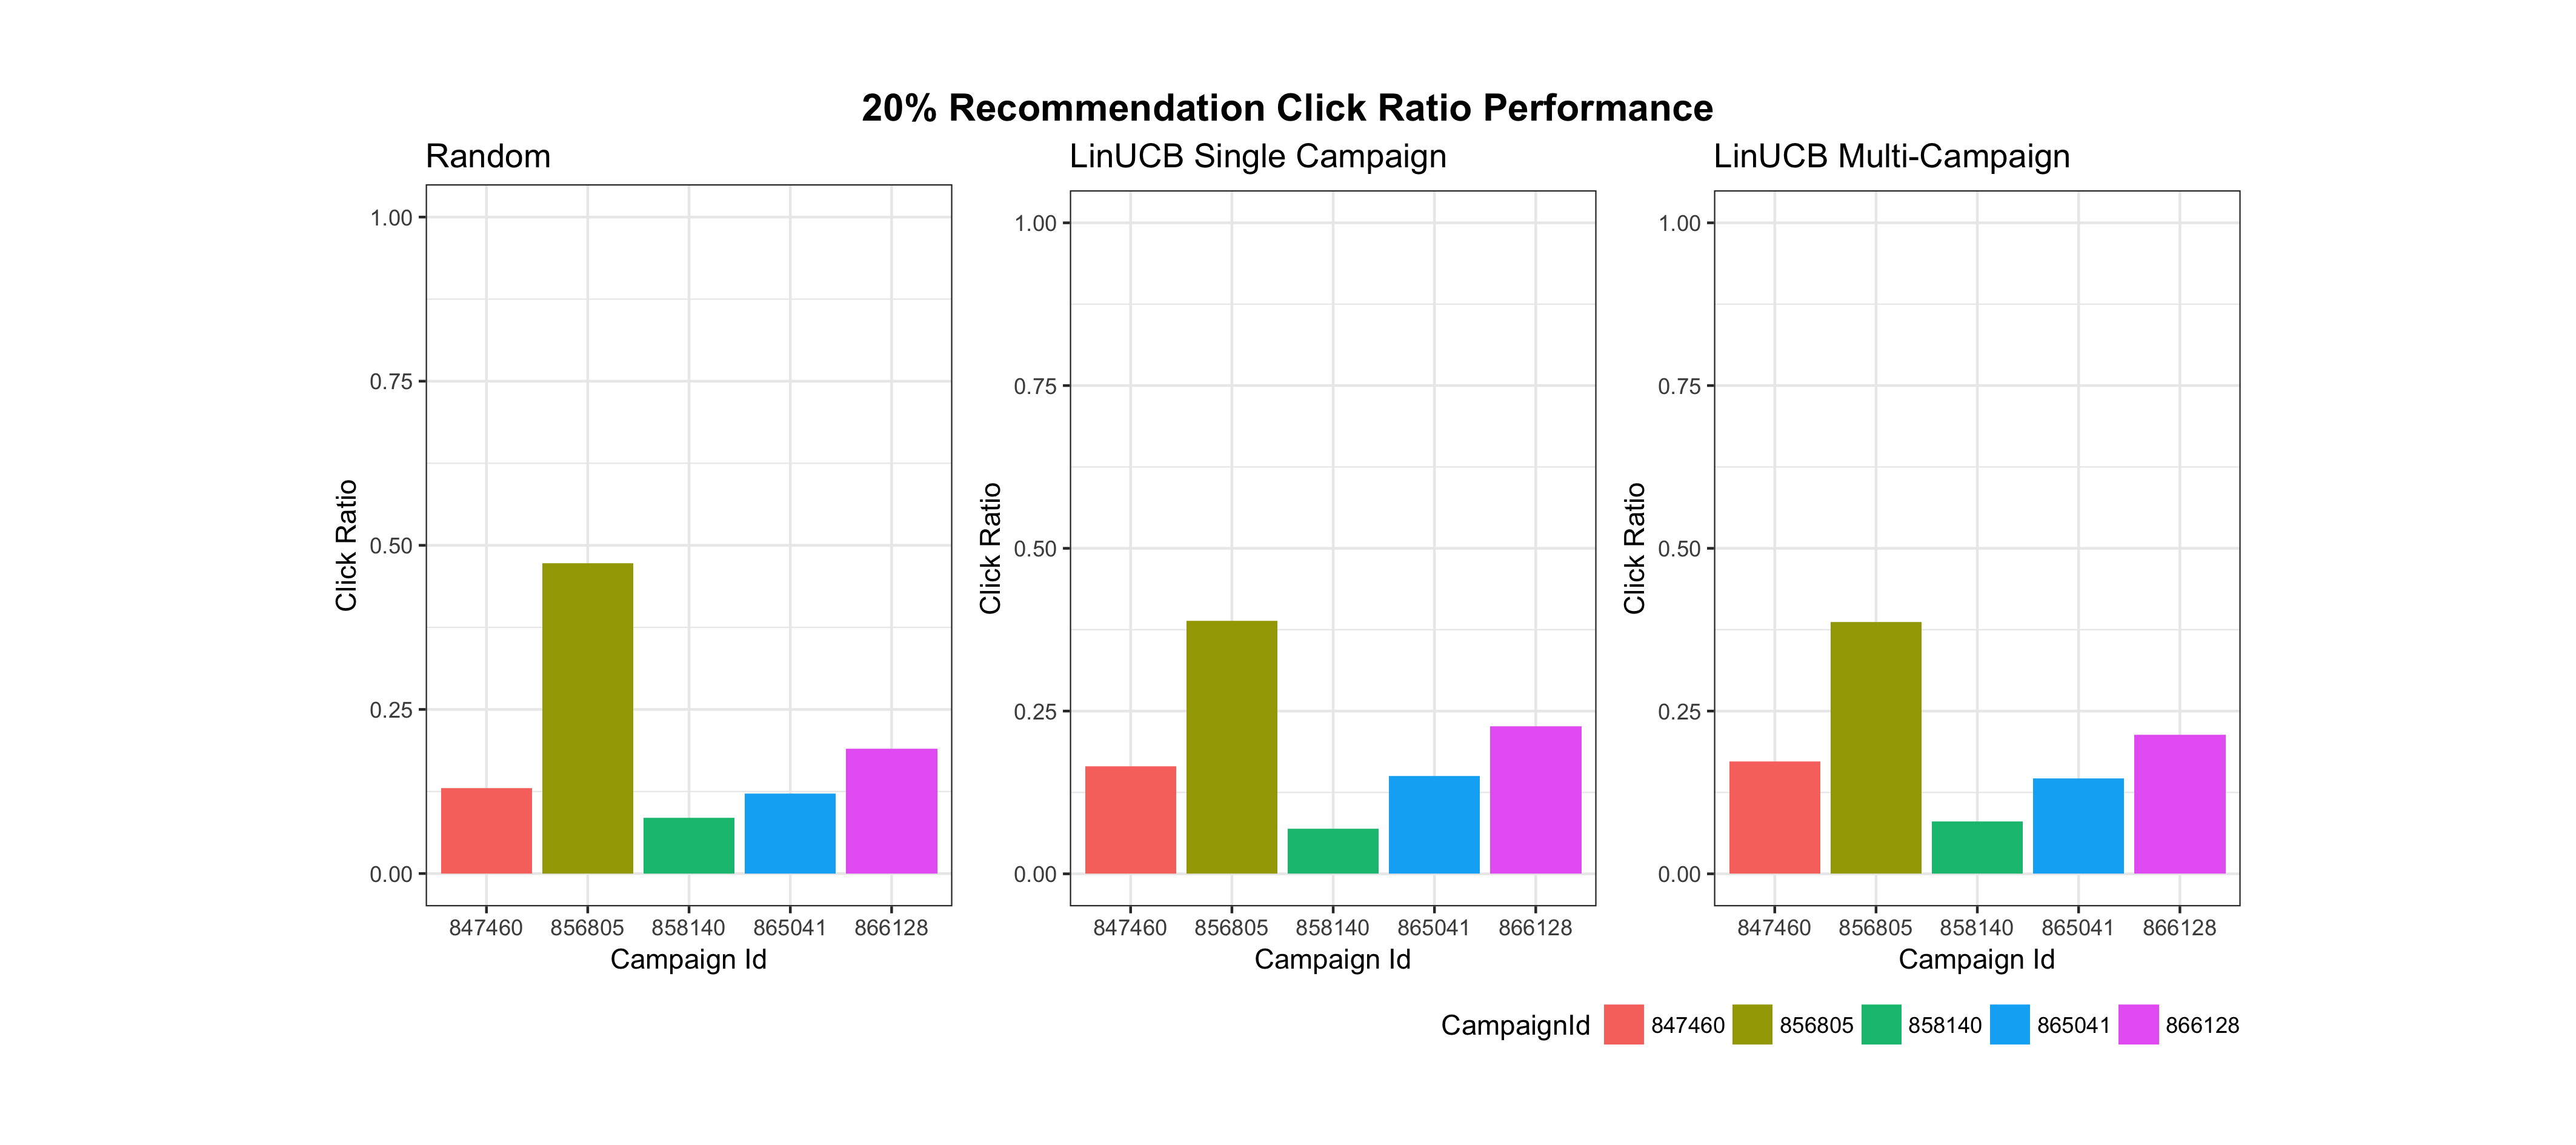 20% Recommendation Click Ratio Performance
Random
1.00
0.75
0.50
0.25
0.00
Click Ratio
847460 856805 858140 865041 866128
Campaign Id
LinUCB Single Campaign
1.00
0.75
0.50
0.25
0.00
Click Ratio
847460 856805 858140 865041 866128
Campaign Id
LinUCB Multi-Campaign
1.00
0.75
0.50
0.25
0.00
Click Ratio
847460 856805 858140 865041 866128
Campaign Id
CampaignId 847460 856805 858140 865041 866128